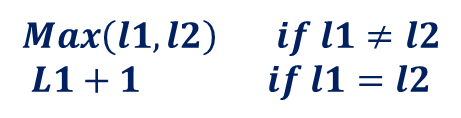 Max(l1, l2) if l1 ≠ l2
L1 + 1 if l1 = l2